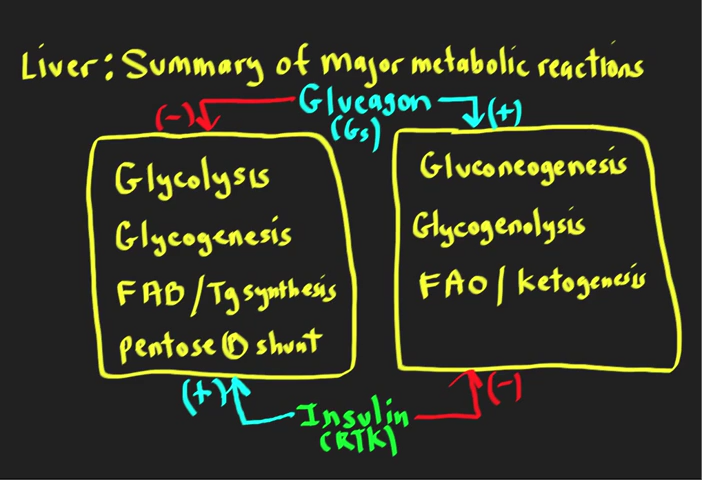 Liver: Summary of major metabolic reactions
(-) Glucagon (+)
(Gs)
Glycolysis
Glycogenesis
FAB/Tg synthesis
pentose P shunt
Gluconeogenesis
Glycogenolysis
FAO/ketogenesis
(+) Insulin (-)
(RTK)